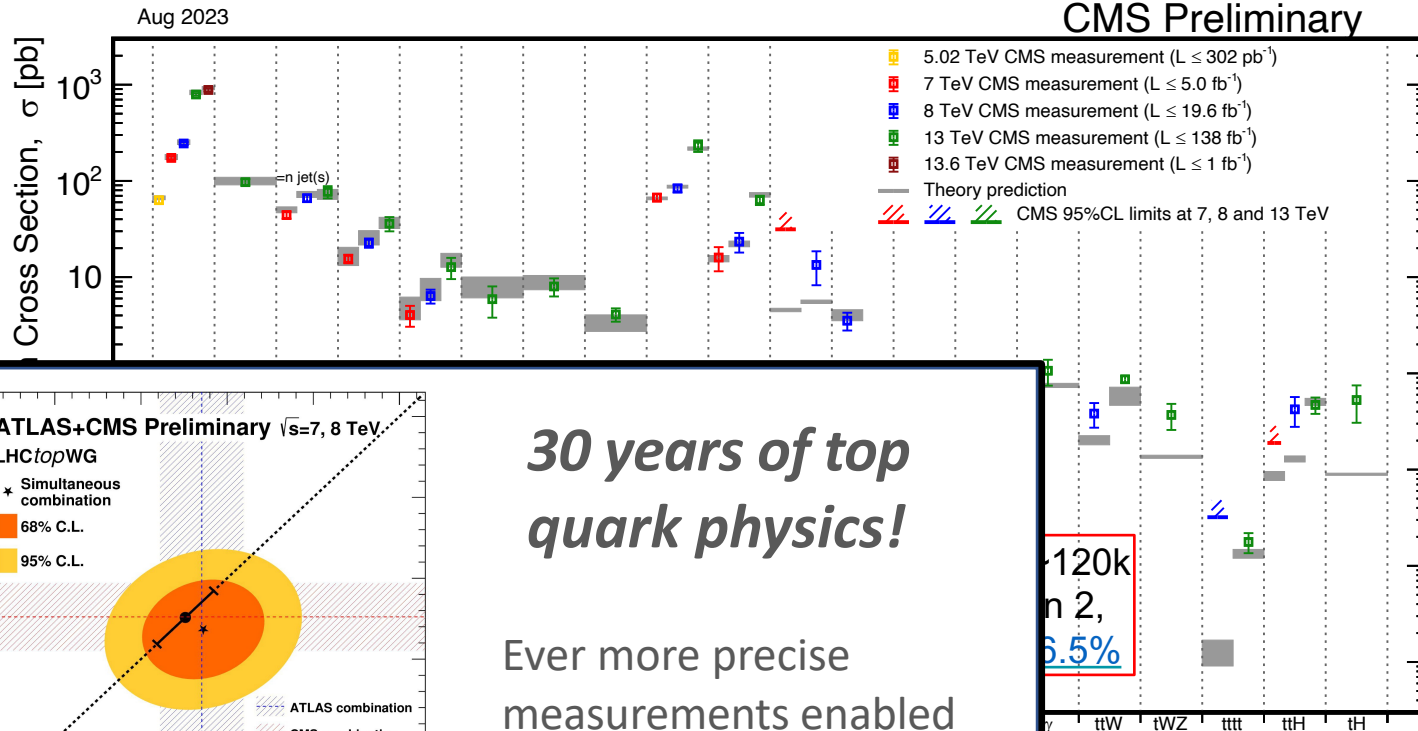 Aug 2023
CMS Preliminary
Cross Section, σ [pb]
10³
10²
10
5.02 TeV CMS measurement (L ≤ 302 pb⁻¹)
7 TeV CMS measurement (L ≤ 5.0 fb⁻¹)
8 TeV CMS measurement (L ≤ 19.6 fb⁻¹)
13 TeV CMS measurement (L ≤ 138 fb⁻¹)
13.6 TeV CMS measurement (L ≤ 1 fb⁻¹)
Theory prediction
CMS 95%CL limits at 7, 8 and 13 TeV
=n jet(s)
ATLAS+CMS Preliminary √s=7, 8 TeV
LHCtopWG
Simultaneous
combination
68% C.L.
95% C.L.
ATLAS combination
30 years of top
quark physics!
Ever more precise
measurements enabled
120k
n 2,
6.5%
γ ttW tWZ tttt ttH tH